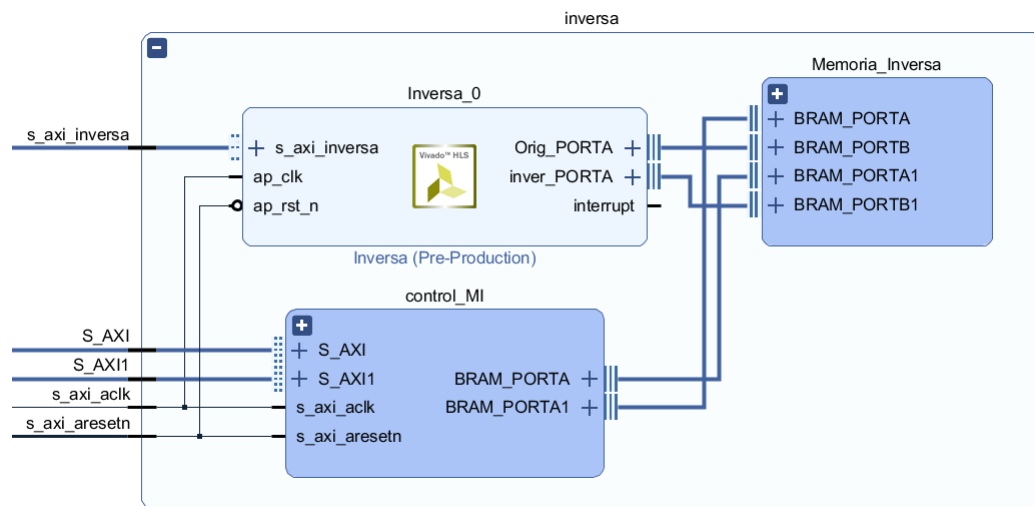 inversa
Memoria_Inversa
Inversa_0
BRAM_PORTA
s_axi_inversa
s_axi_inversa
Orig_PORTA
BRAM_PORTB
Vivado™ HLS
ap_clk
inver_PORTA
BRAM_PORTA1
ap_rst_n
interrupt
BRAM_PORTB1
Inversa (Pre-Production)
control_MI
S_AXI
S_AXI
S_AXI1
S_AXI1
BRAM_PORTA
s_axi_aclk
s_axi_aclk
BRAM_PORTA1
s_axi_aresetn
s_axi_aresetn